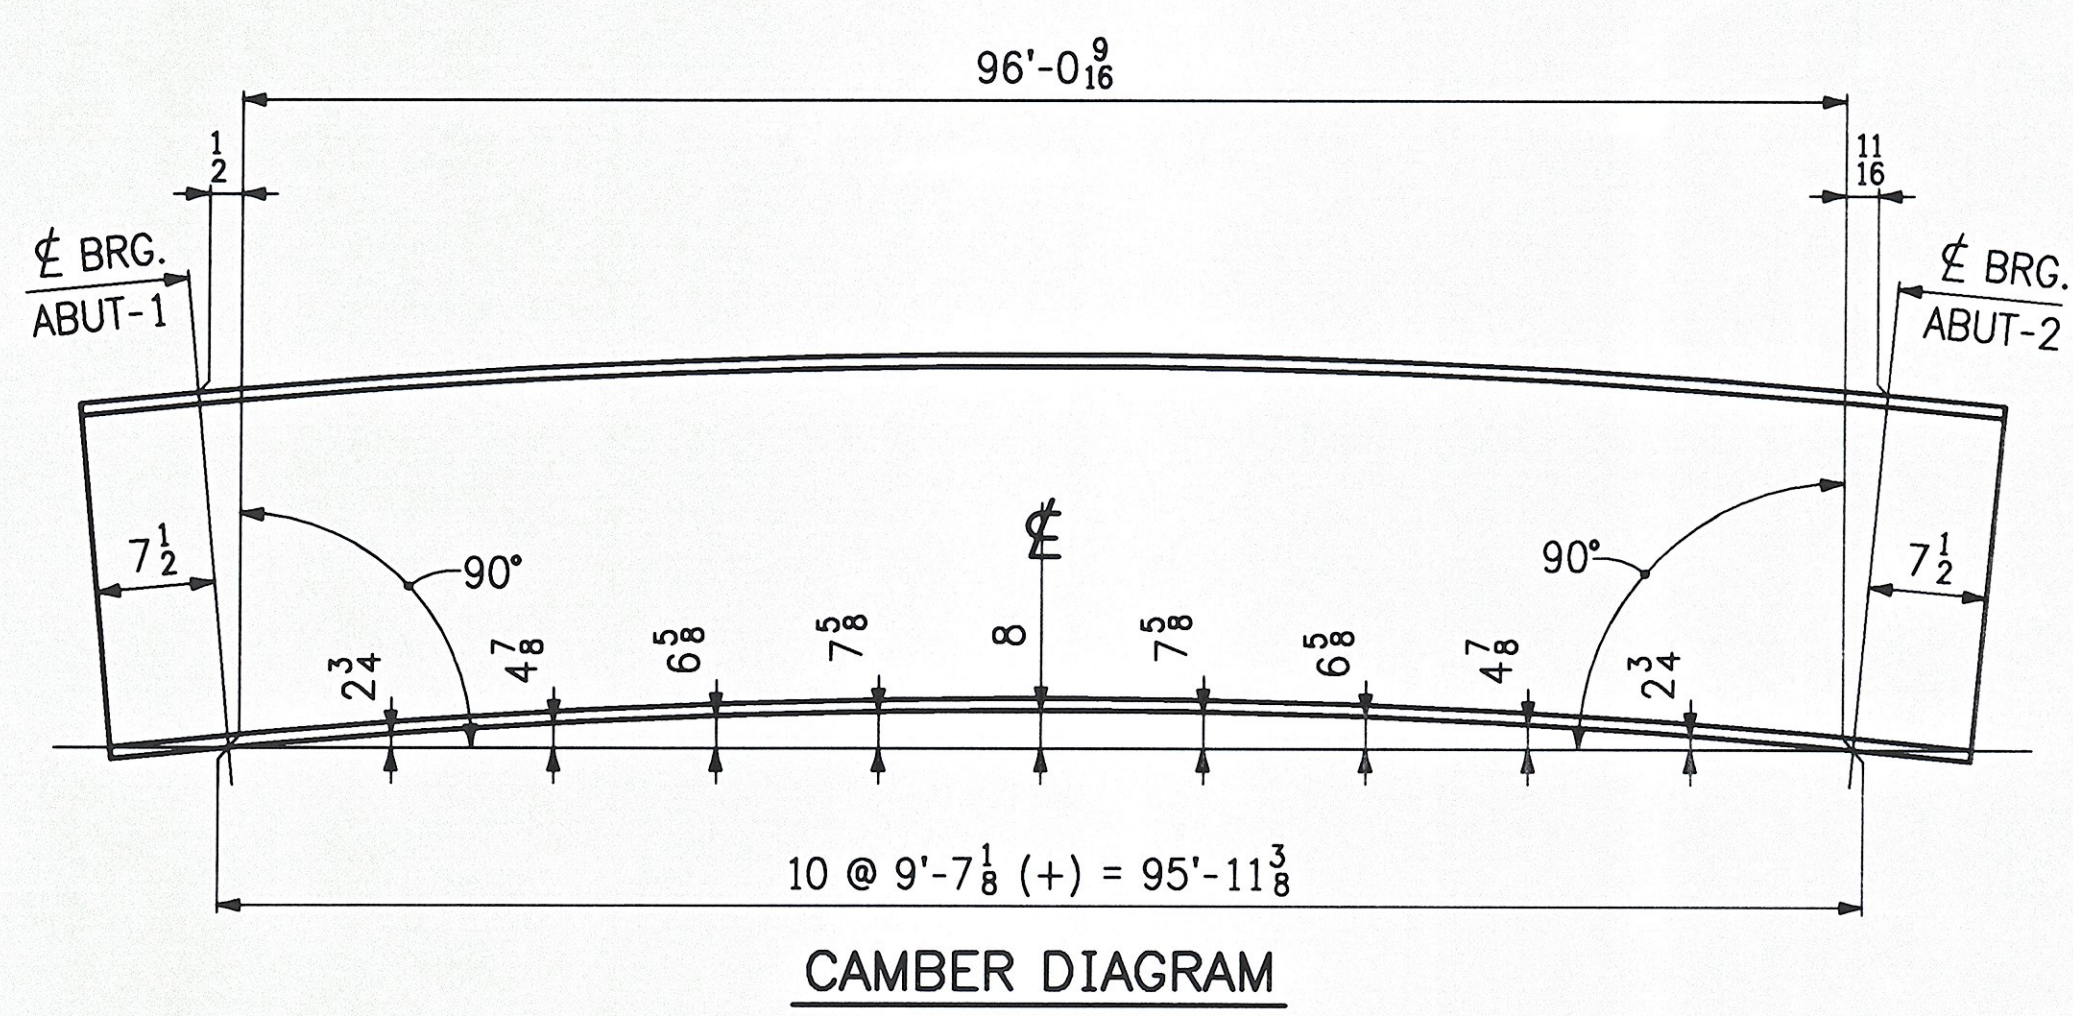 96'-0 9/16
1/2
11/16
℄ BRG.
ABUT-1
℄ BRG.
ABUT-2
℄
7 1/2
90°
90°
7 1/2
2 3/4
4 7/8
6 5/8
7 5/8
8
7 5/8
6 5/8
4 7/8
2 3/4
10 @ 9'-7 1/8 (+) = 95'-11 3/8
CAMBER DIAGRAM